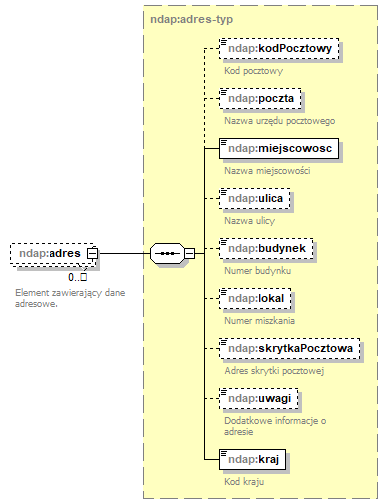 ndap:adres-typ
ndap:kodPocztowy
Kod pocztowy
ndap:poczta
Nazwa urzędu pocztowego
ndap:miejscowosc
Nazwa miejscowości
ndap:ulica
Nazwa ulicy
ndap:adres
0..
Element zawierający dane
adresowe.
ndap:budynek
Numer budynku
ndap:lokal
Numer miszkania
ndap:skrytkaPocztowa
Adres skrytki pocztowej
ndap:uwagi
Dodatkowe informacje o
adresie
ndap:kraj
Kod kraju